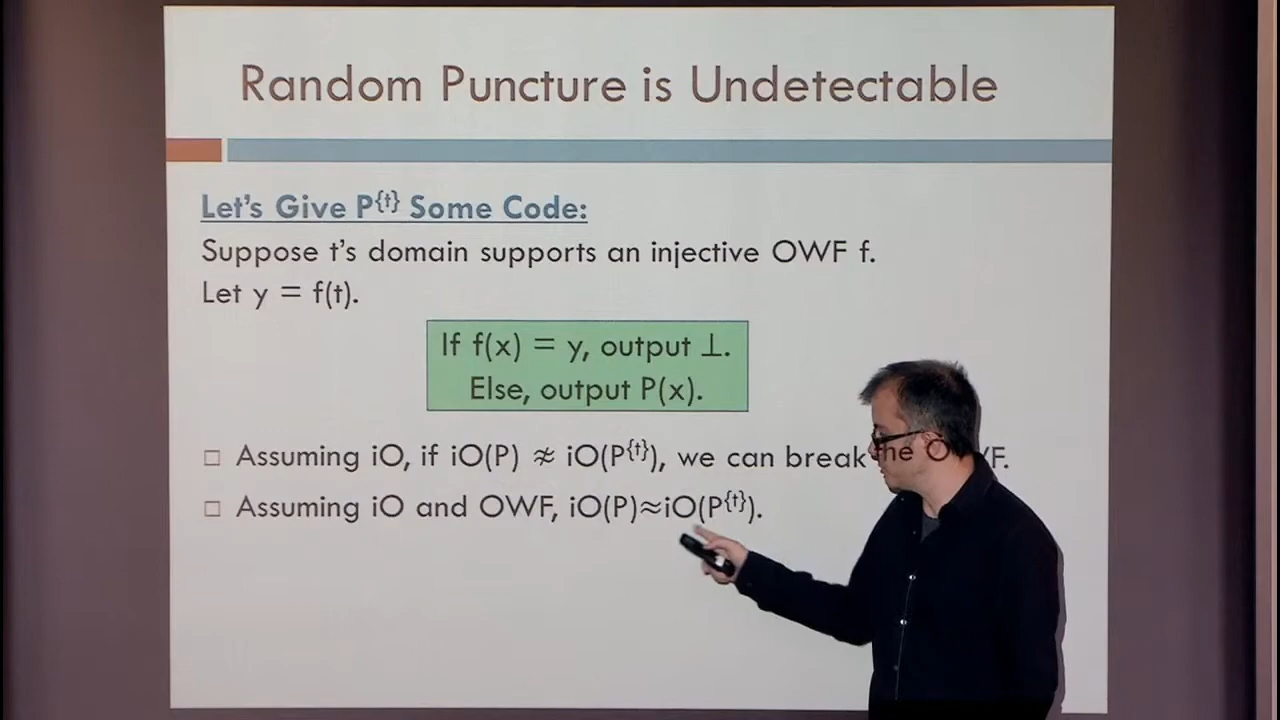 Random Puncture is Undetectable
Let's Give P{t} Some Code:
Suppose t's domain supports an injective OWF f.
Let y = f(t).
If f(x) = y, output ⊥.
Else, output P(x).
□ Assuming iO, if iO(P) ≉ iO(P{t}), we can break the
□ Assuming iO and OWF, iO(P)≈iO(P{t}).